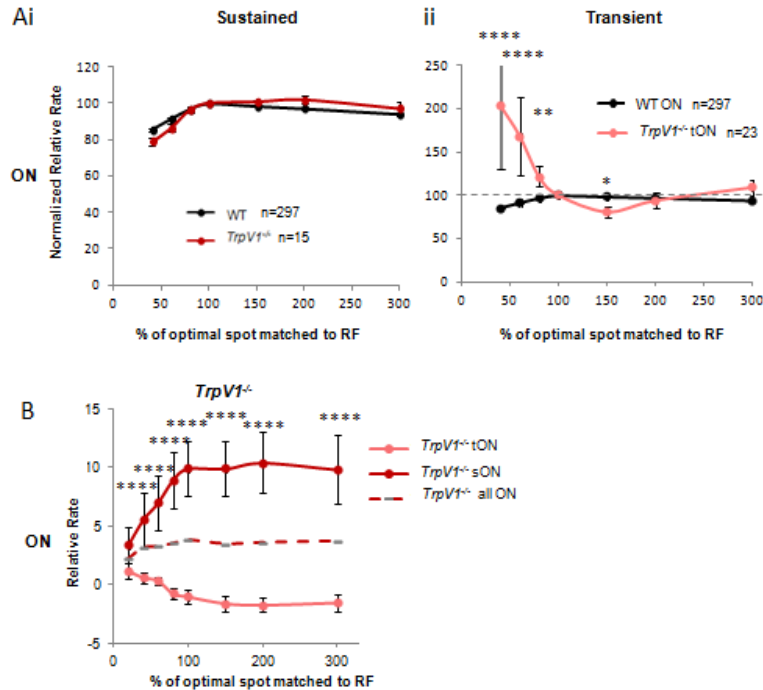 Ai
Sustained
120
100
80
60
40
20
0
0 50 100 150 200 250 300
Normalized Relative Rate
ON
WT n=297
TrpV1-/- n=15
% of optimal spot matched to RF
ii
Transient
****
****
**
*
250
200
150
100
50
0
0 50 100 150 200 250 300
WT ON n=297
TrpV1-/- tON n=23
% of optimal spot matched to RF
B
TrpV1-/-
****
****
****
****
****
****
****
15
10
5
0
-5
0 100 200 300
Relative Rate
ON
TrpV1-/- tON
TrpV1-/- sON
TrpV1-/- all ON
% of optimal spot matched to RF